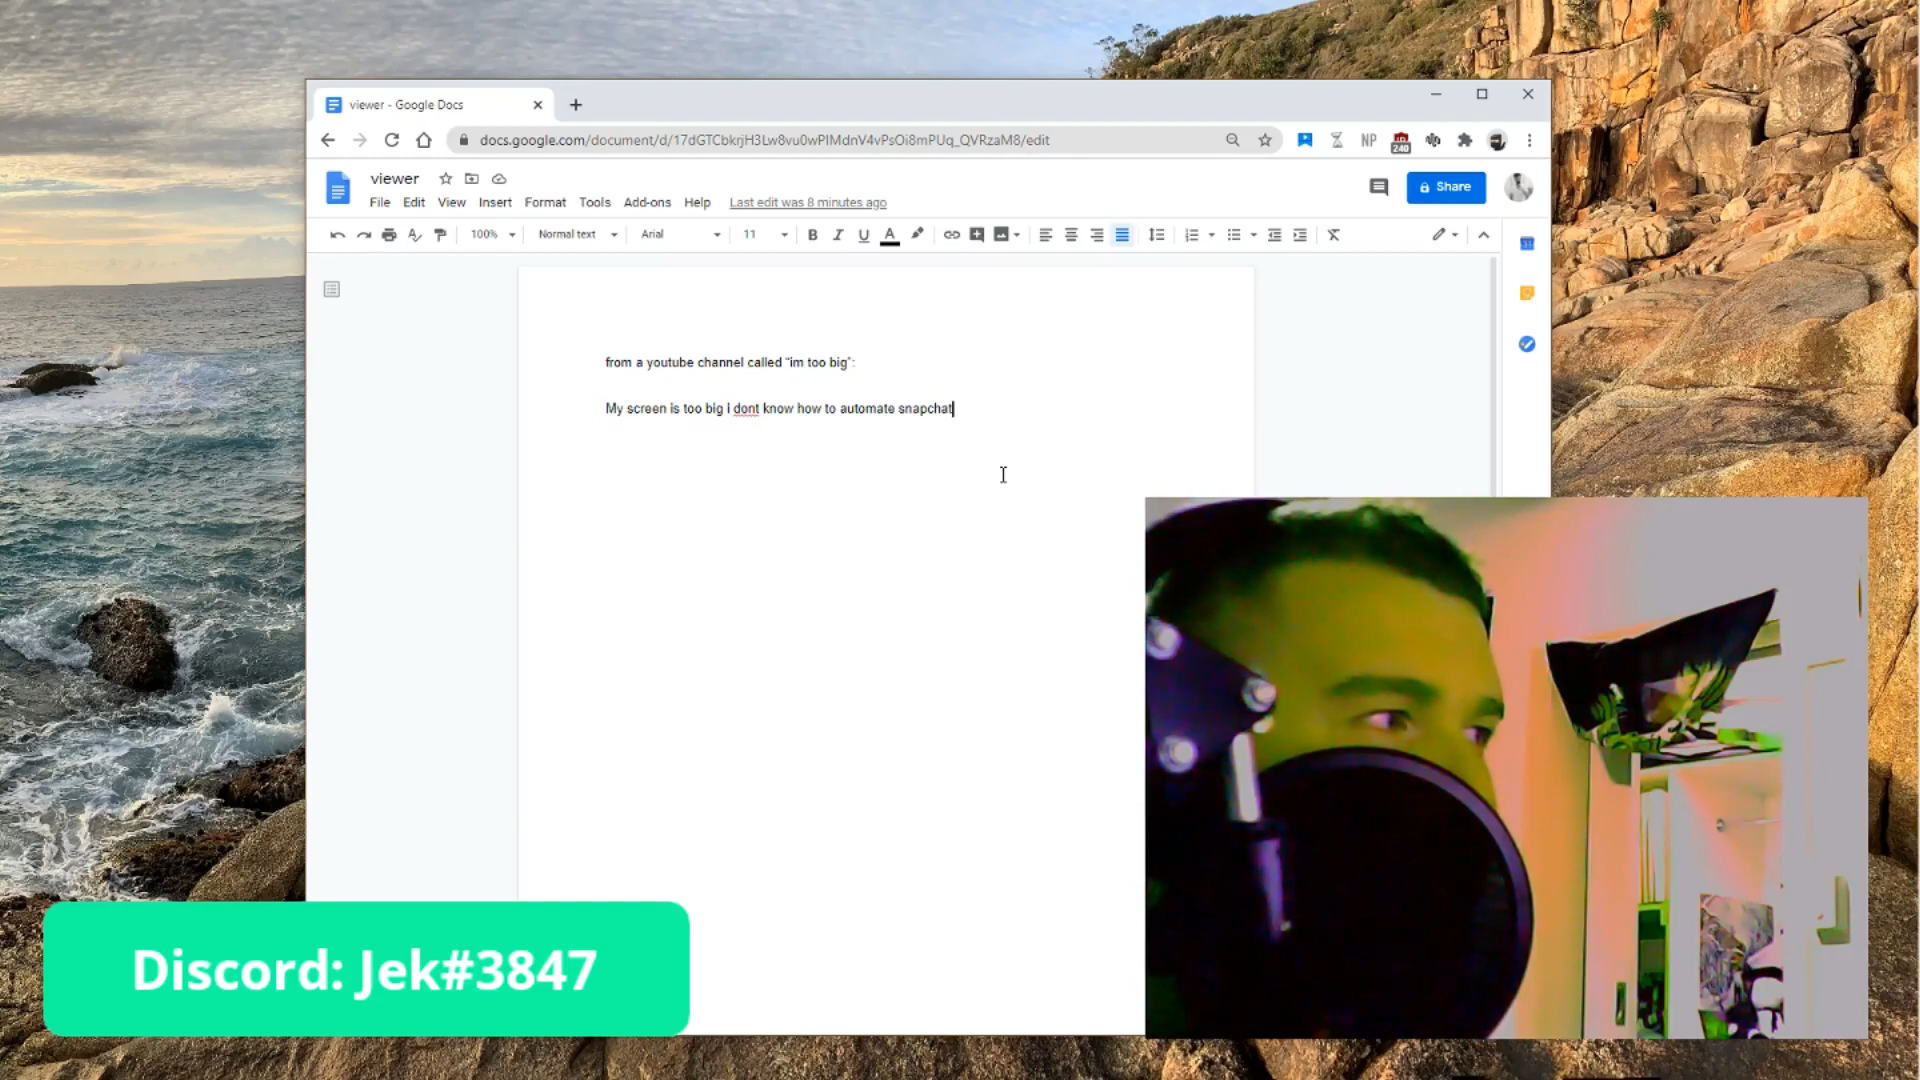 viewer - Google Docs
docs.google.com/document/d/17dGTCbkrjH3Lw8vu0wPIMdnV4vPsOi8mPUq_QVRzaM8/edit
NP
240
viewer
Share
File Edit View Insert Format Tools Add-ons Help Last edit was 8 minutes ago
100% Normal text Arial 11 B I U A
from a youtube channel called “im too big”:
My screen is too big i dont know how to automate snapchat
Discord: Jek#3847